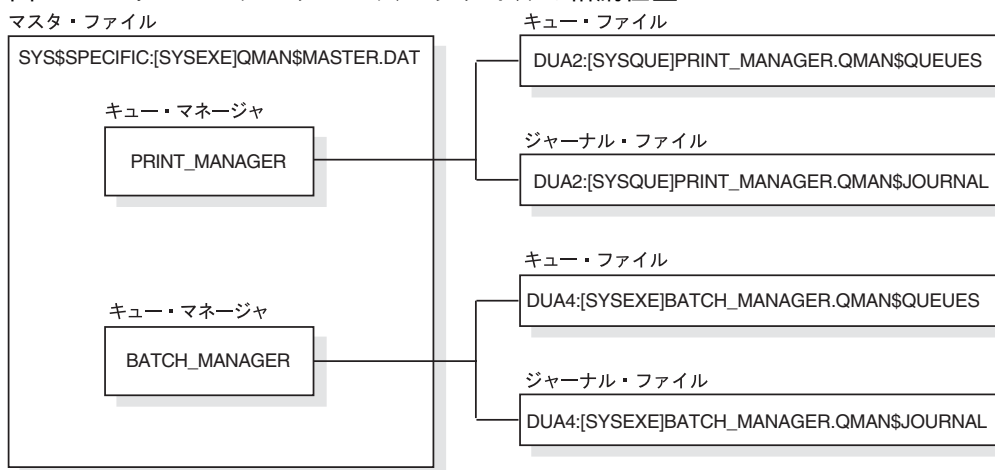 マスタ・ファイル
SYS$SPECIFIC:[SYSEXE]QMAN$MASTER.DAT
キュー・マネージャ
PRINT_MANAGER
キュー・ファイル
DUA2:[SYSQUE]PRINT_MANAGER.QMAN$QUEUES
ジャーナル・ファイル
DUA2:[SYSQUE]PRINT_MANAGER.QMAN$JOURNAL
キュー・マネージャ
BATCH_MANAGER
キュー・ファイル
DUA4:[SYSEXE]BATCH_MANAGER.QMAN$QUEUES
ジャーナル・ファイル
DUA4:[SYSEXE]BATCH_MANAGER.QMAN$JOURNAL